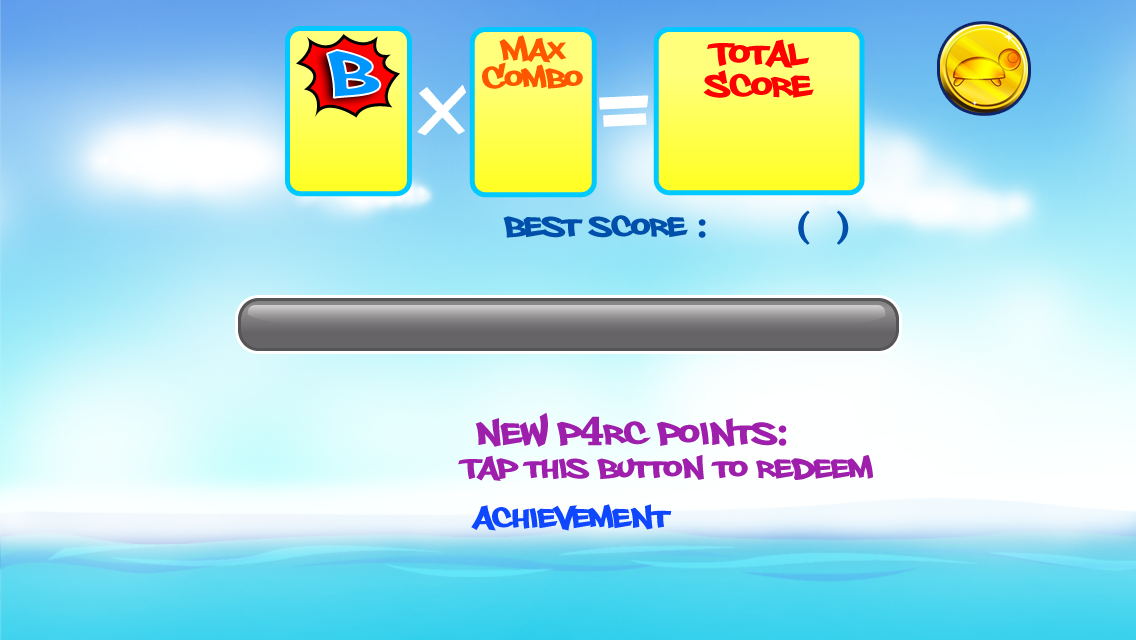 B × MAX COMBO = TOTAL SCORE
BEST SCORE : ( )
NEW P4RC POINTS:
TAP THIS BUTTON TO REDEEM
ACHIEVEMENT